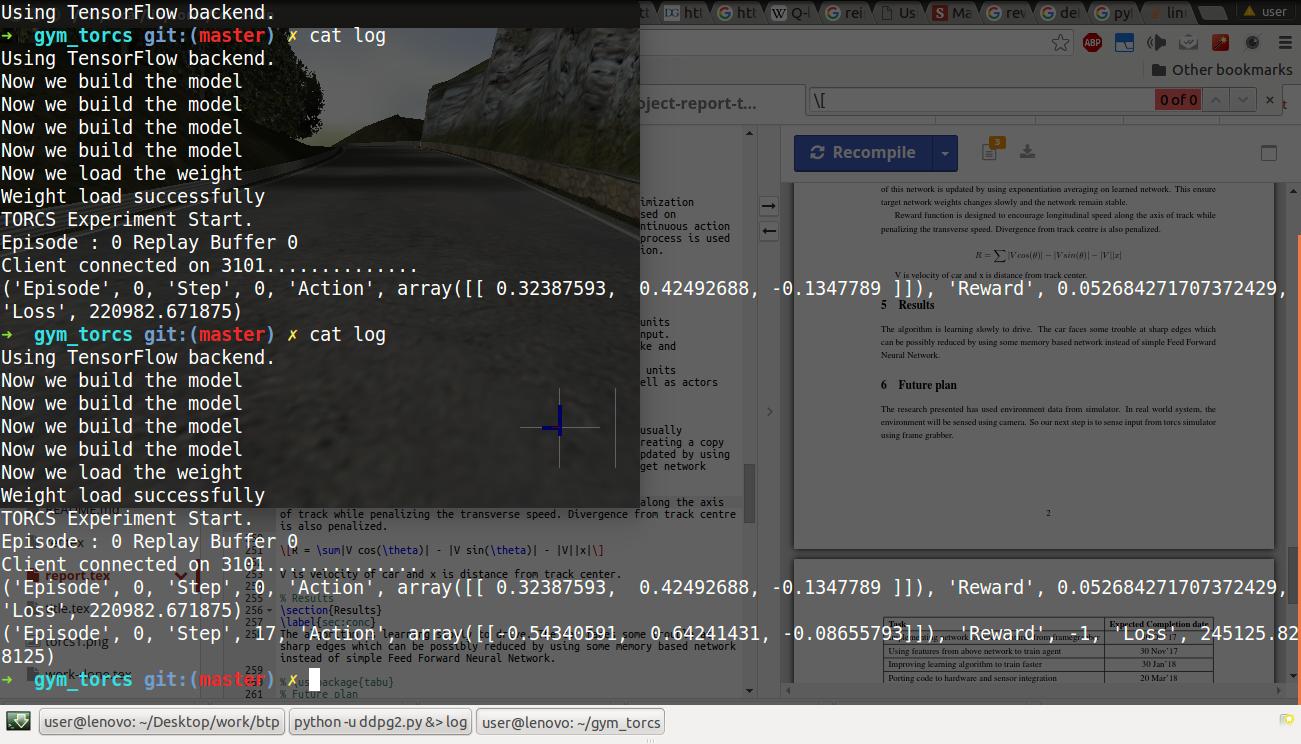 Using TensorFlow backend.
➜ gym_torcs git:(master) ✗ cat log
Using TensorFlow backend.
Now we build the model
Now we build the model
Now we build the model
Now we build the model
Now we load the weight
Weight load successfully
TORCS Experiment Start.
Episode : 0 Replay Buffer 0
Client connected on 3101..............
('Episode', 0, 'Step', 0, 'Action', array([[ 0.32387593,  0.42492688, -0.1347789 ]]), 'Reward', 0.052684271707372429,
'Loss', 220982.671875)
➜ gym_torcs git:(master) ✗ cat log
Using TensorFlow backend.
Now we build the model
Now we build the model
Now we build the model
Now we build the model
Now we load the weight
Weight load successfully
TORCS Experiment Start.
Episode : 0 Replay Buffer 0
Client connected on 3101..............
('Episode', 0, 'Step', 0, 'Action', array([[ 0.32387593,  0.42492688, -0.1347789 ]]), 'Reward', 0.052684271707372429,
'Loss', 220982.671875)
('Episode', 0, 'Step', 17, 'Action', array([[ 0.54340591,  0.64241431, -0.08655793]]), 'Reward', -1, 'Loss', 245125.82
8125)
➜ gym_torcs git:(master) ✗
user
Other bookmarks
oject-report-t...
\[
0 of 0
Recompile
3
imization
sed on
ntinuous action
process is used
ion.
units
nput.
ke and
units
ell as actors
usually
reating a copy
pdated by using
get network
along the axis
of track while penalizing the transverse speed. Divergence from track centre
is also penalized.
251 \[R = \sum|V cos(\theta)| - |V sin(\theta)| - |V||x|\]
V is velocity of car and x is distance from track center.
% Results
\section{Results}
\label{sec:conc}
sharp edges which can be possibly reduced by using some memory based network
instead of simple Feed Forward Neural Network.
259
260
261 % Future plan
report.tex
torcs1.png
of this network is updated by using exponentiation averaging on learned network. This ensure
target network weights changes slowly and the network remain stable.
Reward function is designed to encourage longitudinal speed along the axis of track while
penalizing the transverse speed. Divergence from track centre is also penalized.
R = ∑ |V cos(θ)| − |V sin(θ)| − |V||x|
V is velocity of car and x is distance from track center.
5 Results
The algorithm is learning slowly to drive. The car faces some trouble at sharp edges which
can be possibly reduced by using some memory based network instead of simple Feed Forward
Neural Network.
6 Future plan
The research presented has used environment data from simulator. In real world system, the
environment will be sensed using camera. So our next step is to sense input from torcs simulator
using frame grabber.
2
Task Expected Completion date
Using features from above network to train agent 30 Nov'17
Improving learning algorithm to train faster 30 Jan'18
Porting code to hardware and sensor integration 20 Mar'18
user@lenovo: ~/Desktop/work/btp
python -u ddpg2.py &> log
user@lenovo: ~/gym_torcs